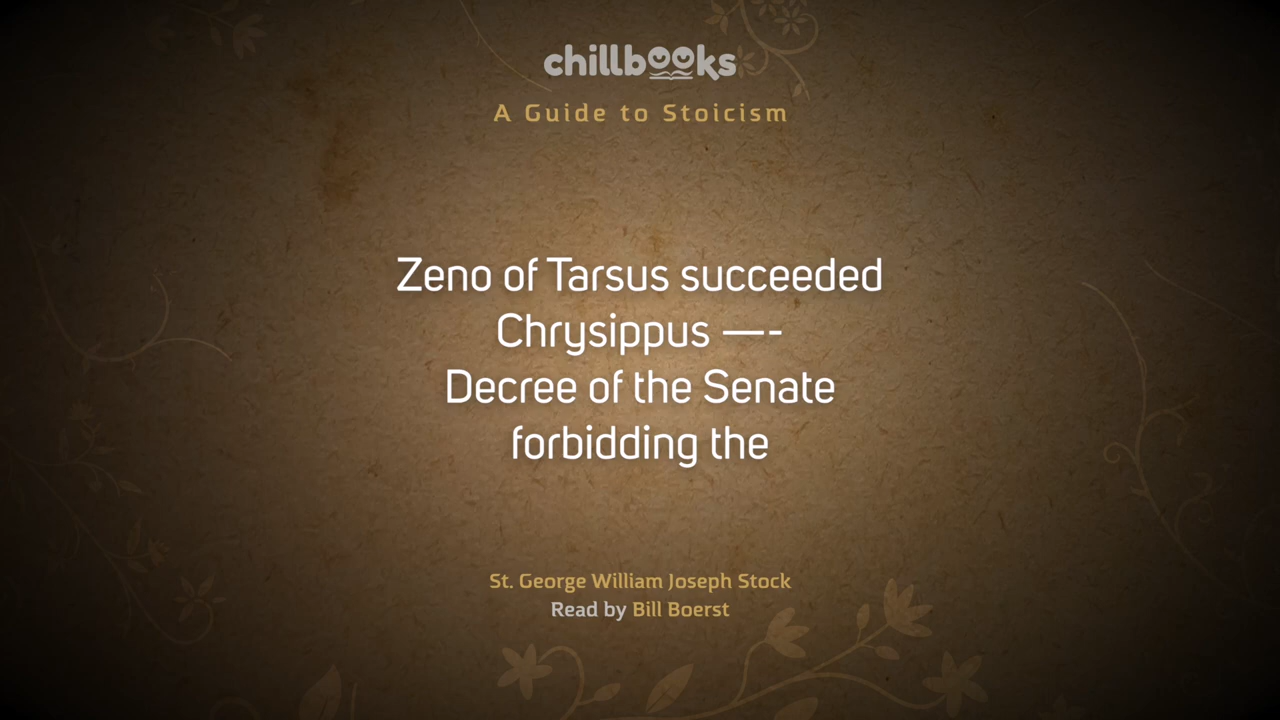 chillbooks
A Guide to Stoicism
Zeno of Tarsus succeeded
Chrysippus —-
Decree of the Senate
forbidding the
St. George William Joseph Stock
Read by Bill Boerst